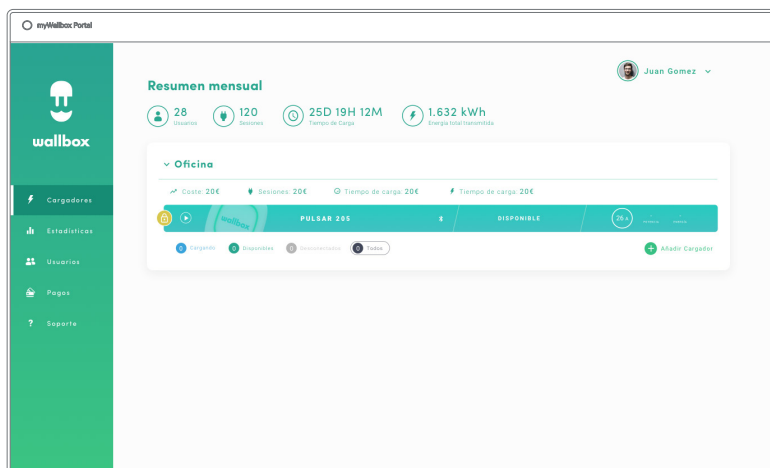 myWallbox Portal
wallbox
Cargadores
Estadísticas
Usuarios
Pagos
Soporte
Juan Gomez
Resumen mensual
28
Usuarios
120
Sesiones
25D 19H 12M
Tiempo de Carga
1.632 kWh
Energía total transmitida
Oficina
Coste: 20€ Sesiones: 20€ Tiempo de carga: 20€ Tiempo de carga: 20€
wallbox PULSAR 205 DISPONIBLE 26 A
0 Cargando 0 Disponibles 0 Desconectados 0 Todos
Añadir Cargador